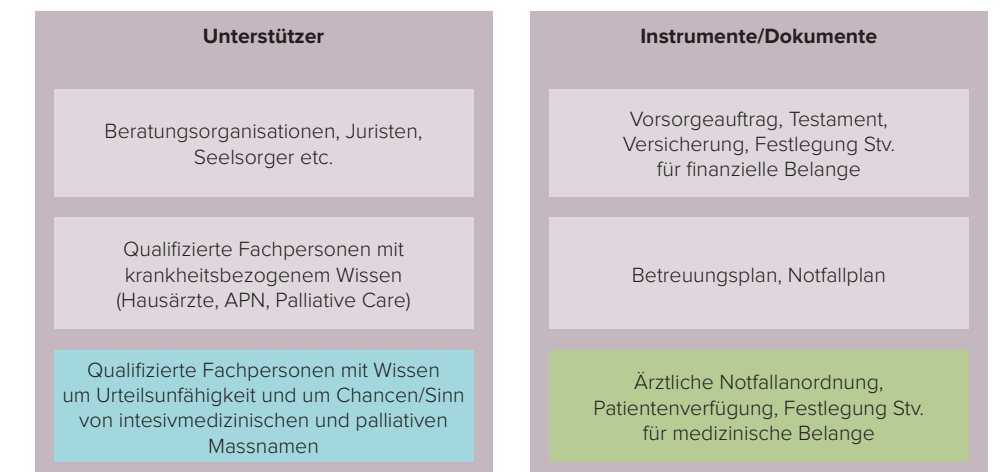 Unterstützer
Beratungsorganisationen, Juristen,
Seelsorger etc.
Qualifizierte Fachpersonen mit
krankheitsbezogenem Wissen
(Hausärzte, APN, Palliative Care)
Qualifizierte Fachpersonen mit Wissen
um Urteilsunfähigkeit und um Chancen/Sinn
von intesivmedizinischen und palliativen
Massnamen
Instrumente/Dokumente
Vorsorgeauftrag, Testament,
Versicherung, Festlegung Stv.
für finanzielle Belange
Betreuungsplan, Notfallplan
Ärztliche Notfallanordnung,
Patientenverfügung, Festlegung Stv.
für medizinische Belange